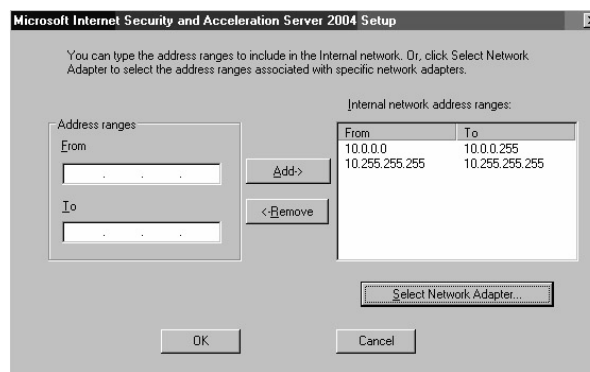 Microsoft Internet Security and Acceleration Server 2004 Setup
You can type the address ranges to include in the Internal network. Or, click Select Network
Adapter to select the address ranges associated with specific network adapters.
Internal network address ranges:
Address ranges
From To
From
10.0.0.0 10.0.0.255
10.255.255.255 10.255.255.255
. . .
Add->
To
<-Remove
. . .
Select Network Adapter...
OK Cancel